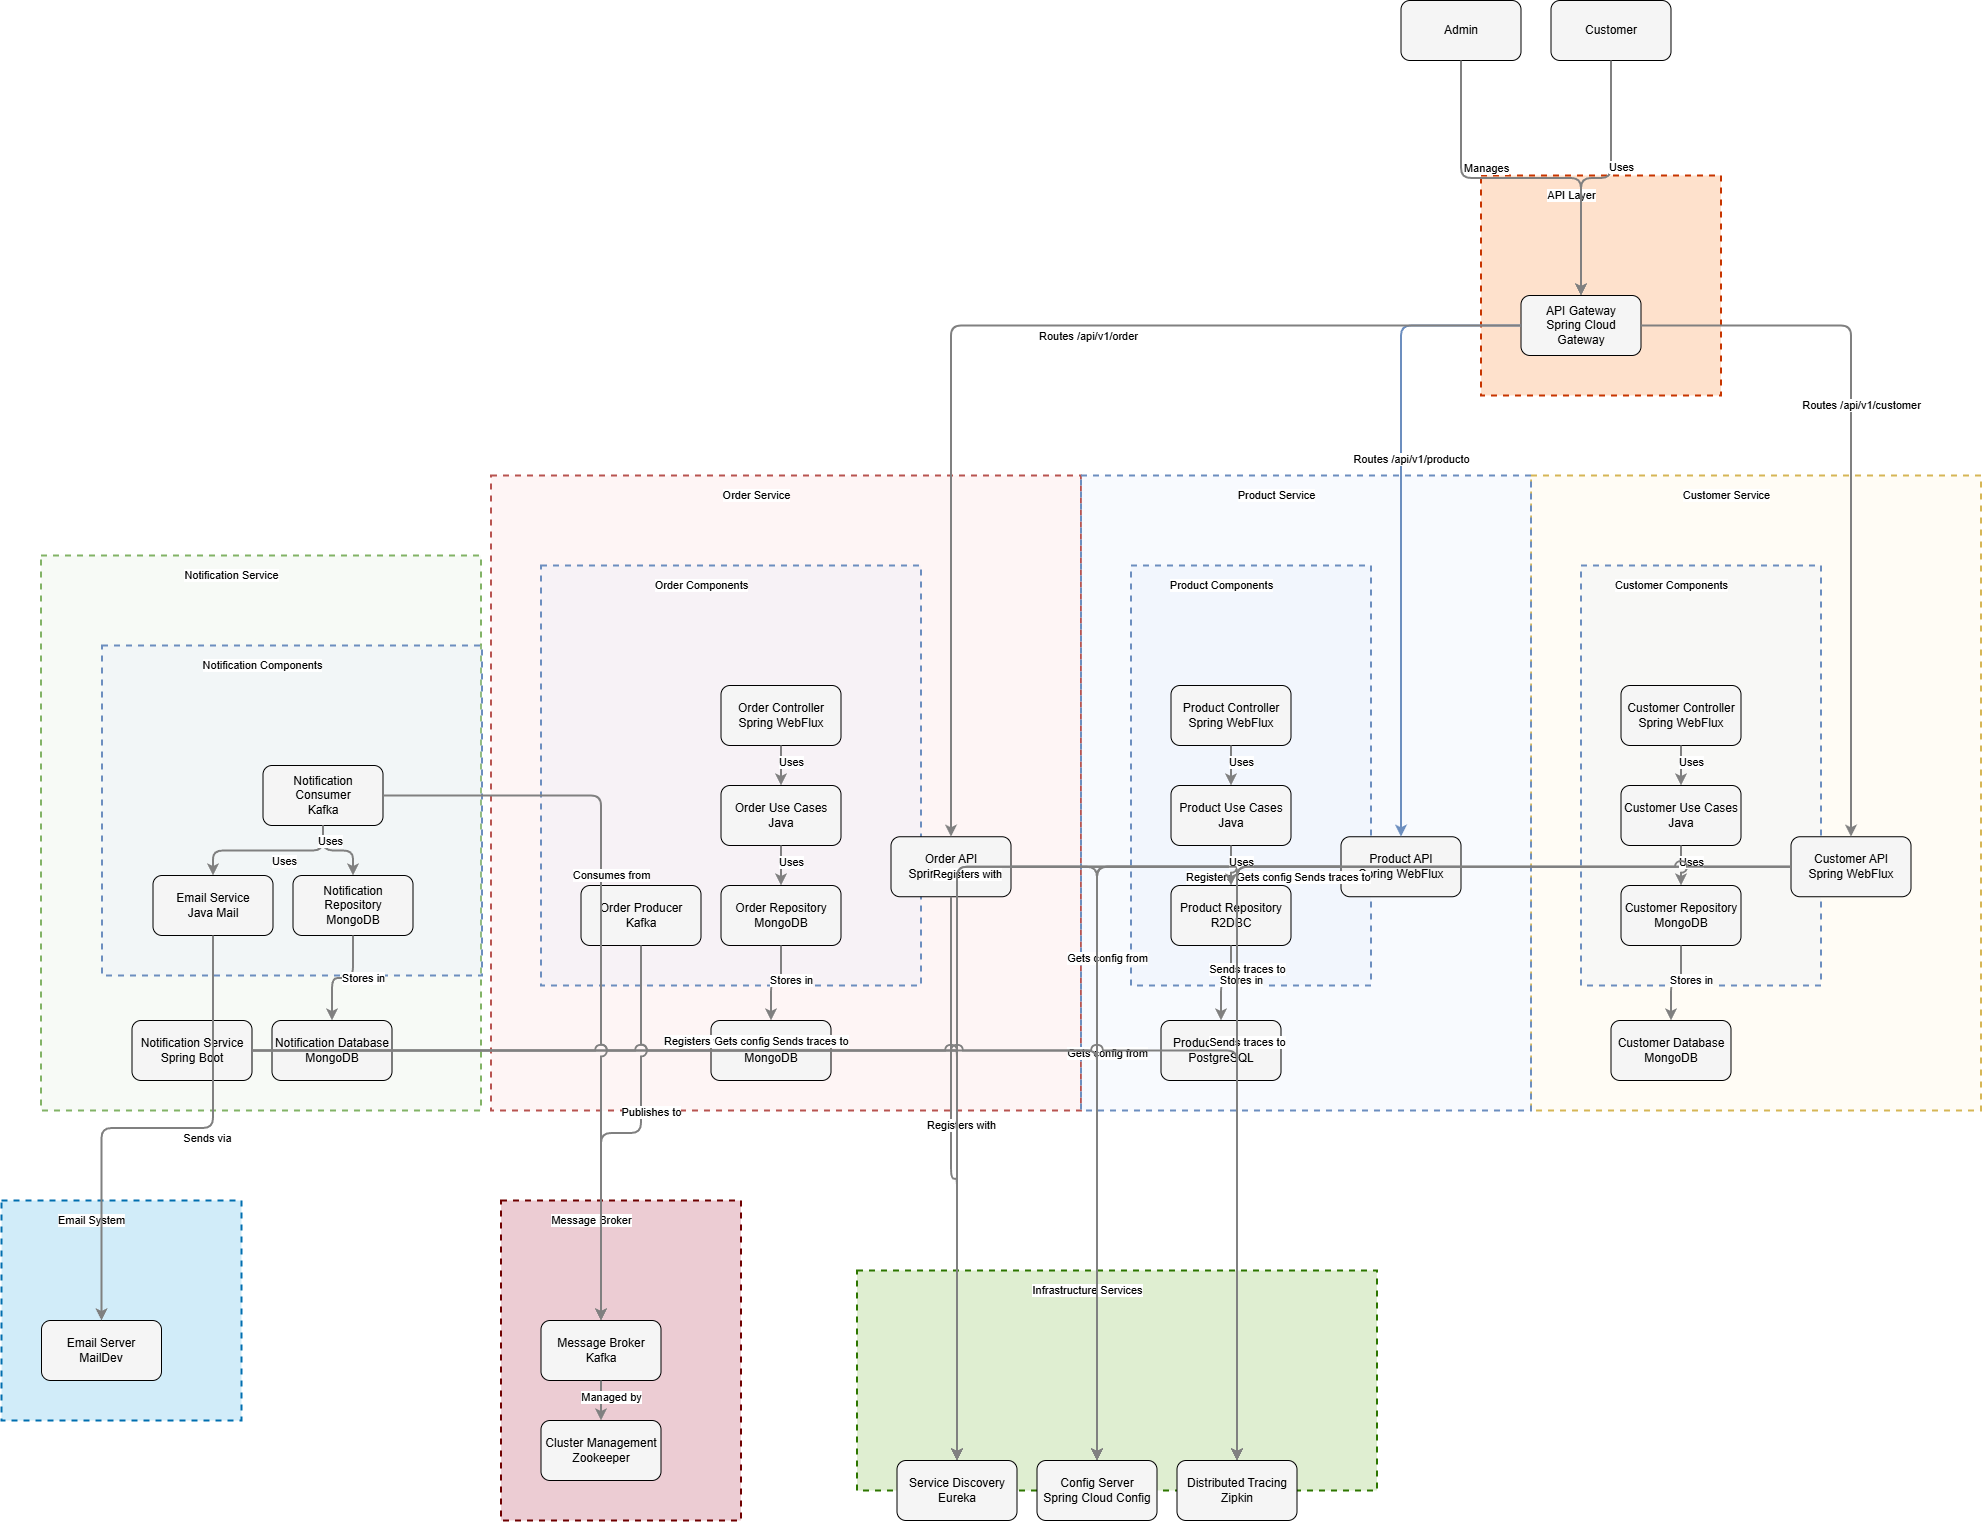 Admin
Customer
Manages
Uses
API Layer
API Gateway
Spring Cloud
Gateway
Routes /api/v1/order
Routes /api/v1/customer
Routes /api/v1/producto
Order Service
Product Service
Customer Service
Notification Service
Order Components
Product Components
Customer Components
Notification Components
Order Controller
Spring WebFlux
Product Controller
Spring WebFlux
Customer Controller
Spring WebFlux
Uses
Uses
Uses
Notification
Consumer
Kafka
Order Use Cases
Java
Product Use Cases
Java
Customer Use Cases
Java
Uses
Uses
Uses
Uses
Uses
Order API
Registers with
Product API
Spring WebFlux
Customer API
Spring WebFlux
Consumes from
Registers
Gets config
Sends traces to
Email Service
Java Mail
Notification
Repository
MongoDB
Order Producer
Kafka
Order Repository
MongoDB
Product Repository
R2DBC
Customer Repository
MongoDB
Gets config from
Sends traces to
Stores in
Stores in
Stores in
Stores in
Notification Service
Spring Boot
Notification Database
MongoDB
Registers
Gets config
Sends traces to
MongoDB
Gets config from
Sends traces to
PostgreSQL
Customer Database
MongoDB
Publishes to
Registers with
Sends via
Email System
Message Broker
Infrastructure Services
Email Server
MailDev
Message Broker
Kafka
Managed by
Cluster Management
Zookeeper
Service Discovery
Eureka
Config Server
Spring Cloud Config
Distributed Tracing
Zipkin